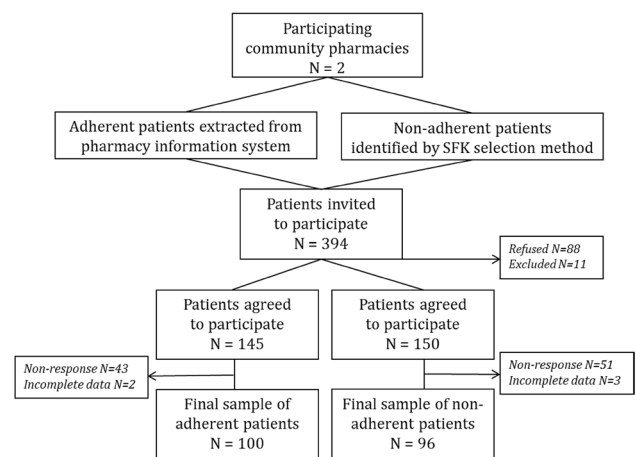 Participating
community pharmacies
N = 2
Adherent patients extracted from
pharmacy information system
Non-adherent patients
identified by SFK selection method
Patients invited
to participate
N = 394
Refused N=88
Excluded N=11
Patients agreed
to participate
N = 145
Patients agreed
to participate
N = 150
Non-response N=43
Incomplete data N=2
Non-response N=51
Incomplete data N=3
Final sample of
adherent patients
N = 100
Final sample of non-
adherent patients
N = 96